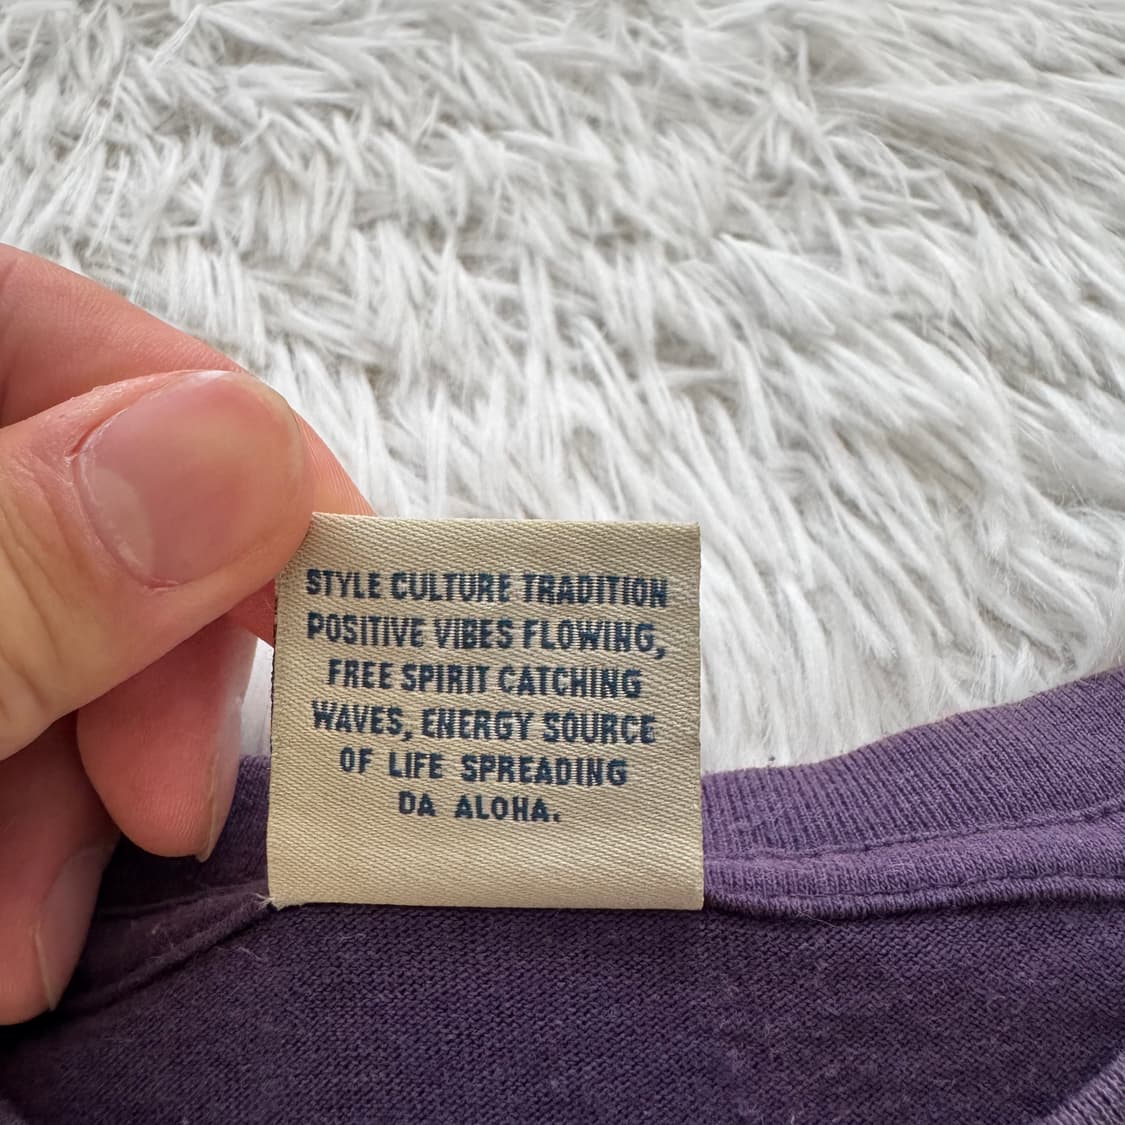 STYLE CULTURE TRADITION
POSITIVE VIBES FLOWING,
FREE SPIRIT CATCHING
WAVES, ENERGY SOURCE
OF LIFE SPREADING
DA ALOHA.